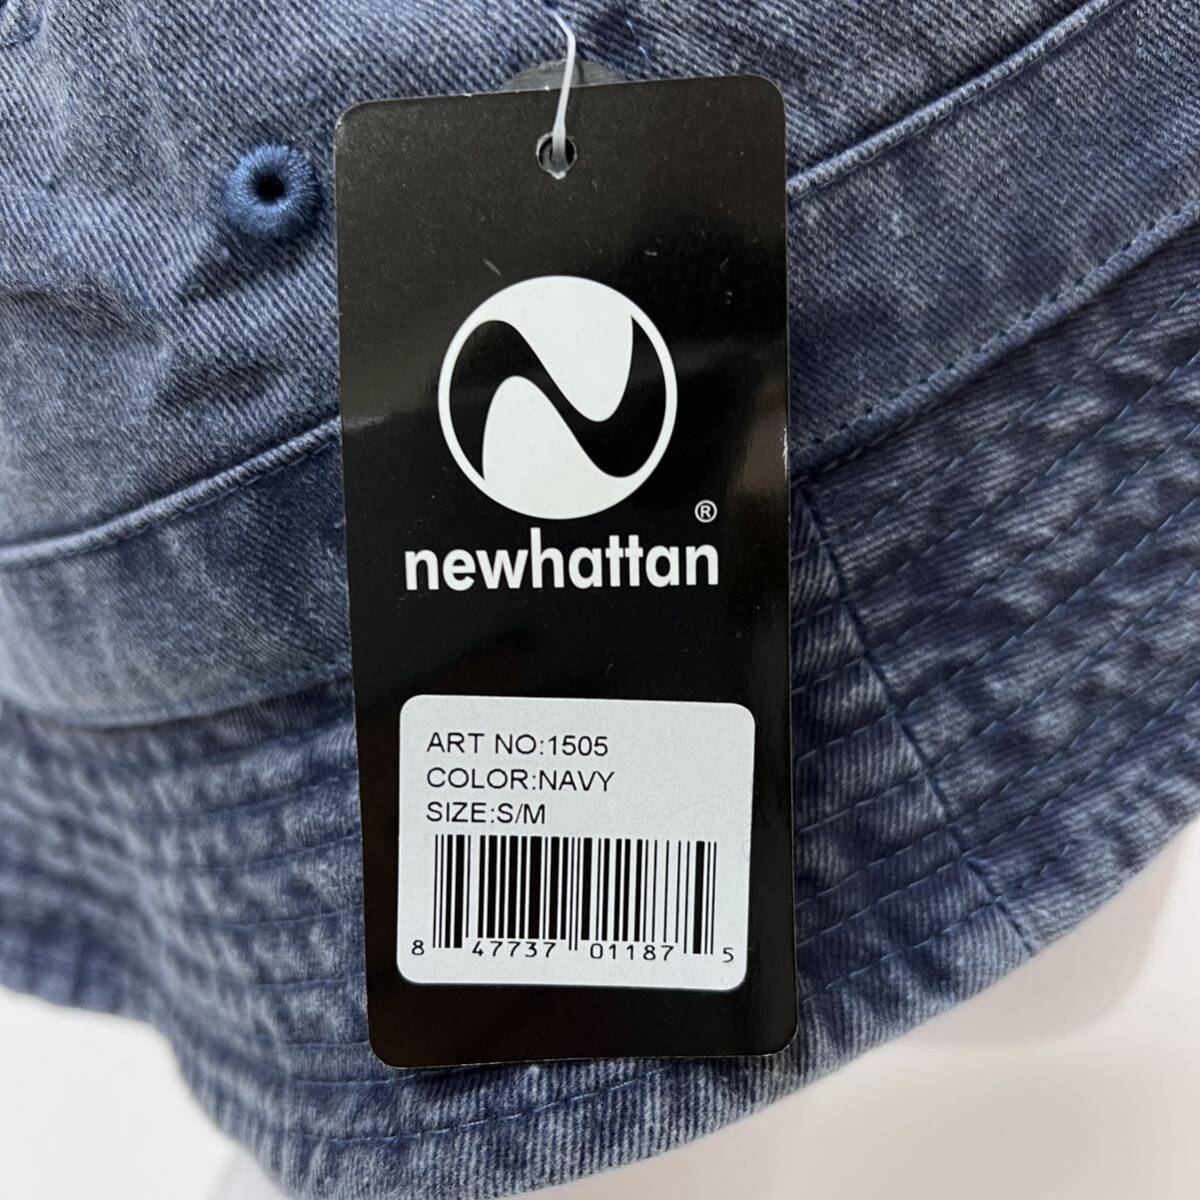 ®
newhattan
ART NO:1505
COLOR:NAVY
SIZE:S/M
8 47737 01187 5